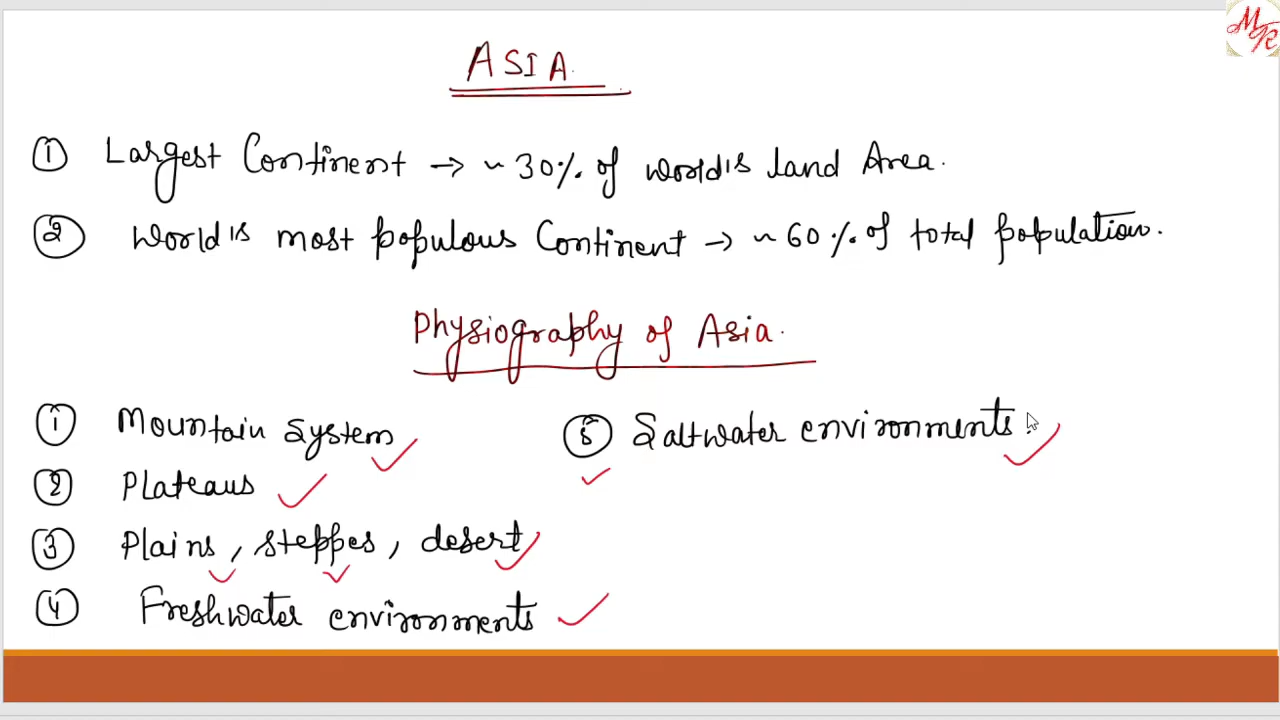 MR
ASIA.
① Largest Continent → ~ 30% of world's land Area.
② World's most populous Continent → ~ 60% of total population.
Physiography of Asia.
① Mountain System
② Plateaus
③ Plains, steppes, desert
④ Freshwater environments
⑤ Saltwater environments.